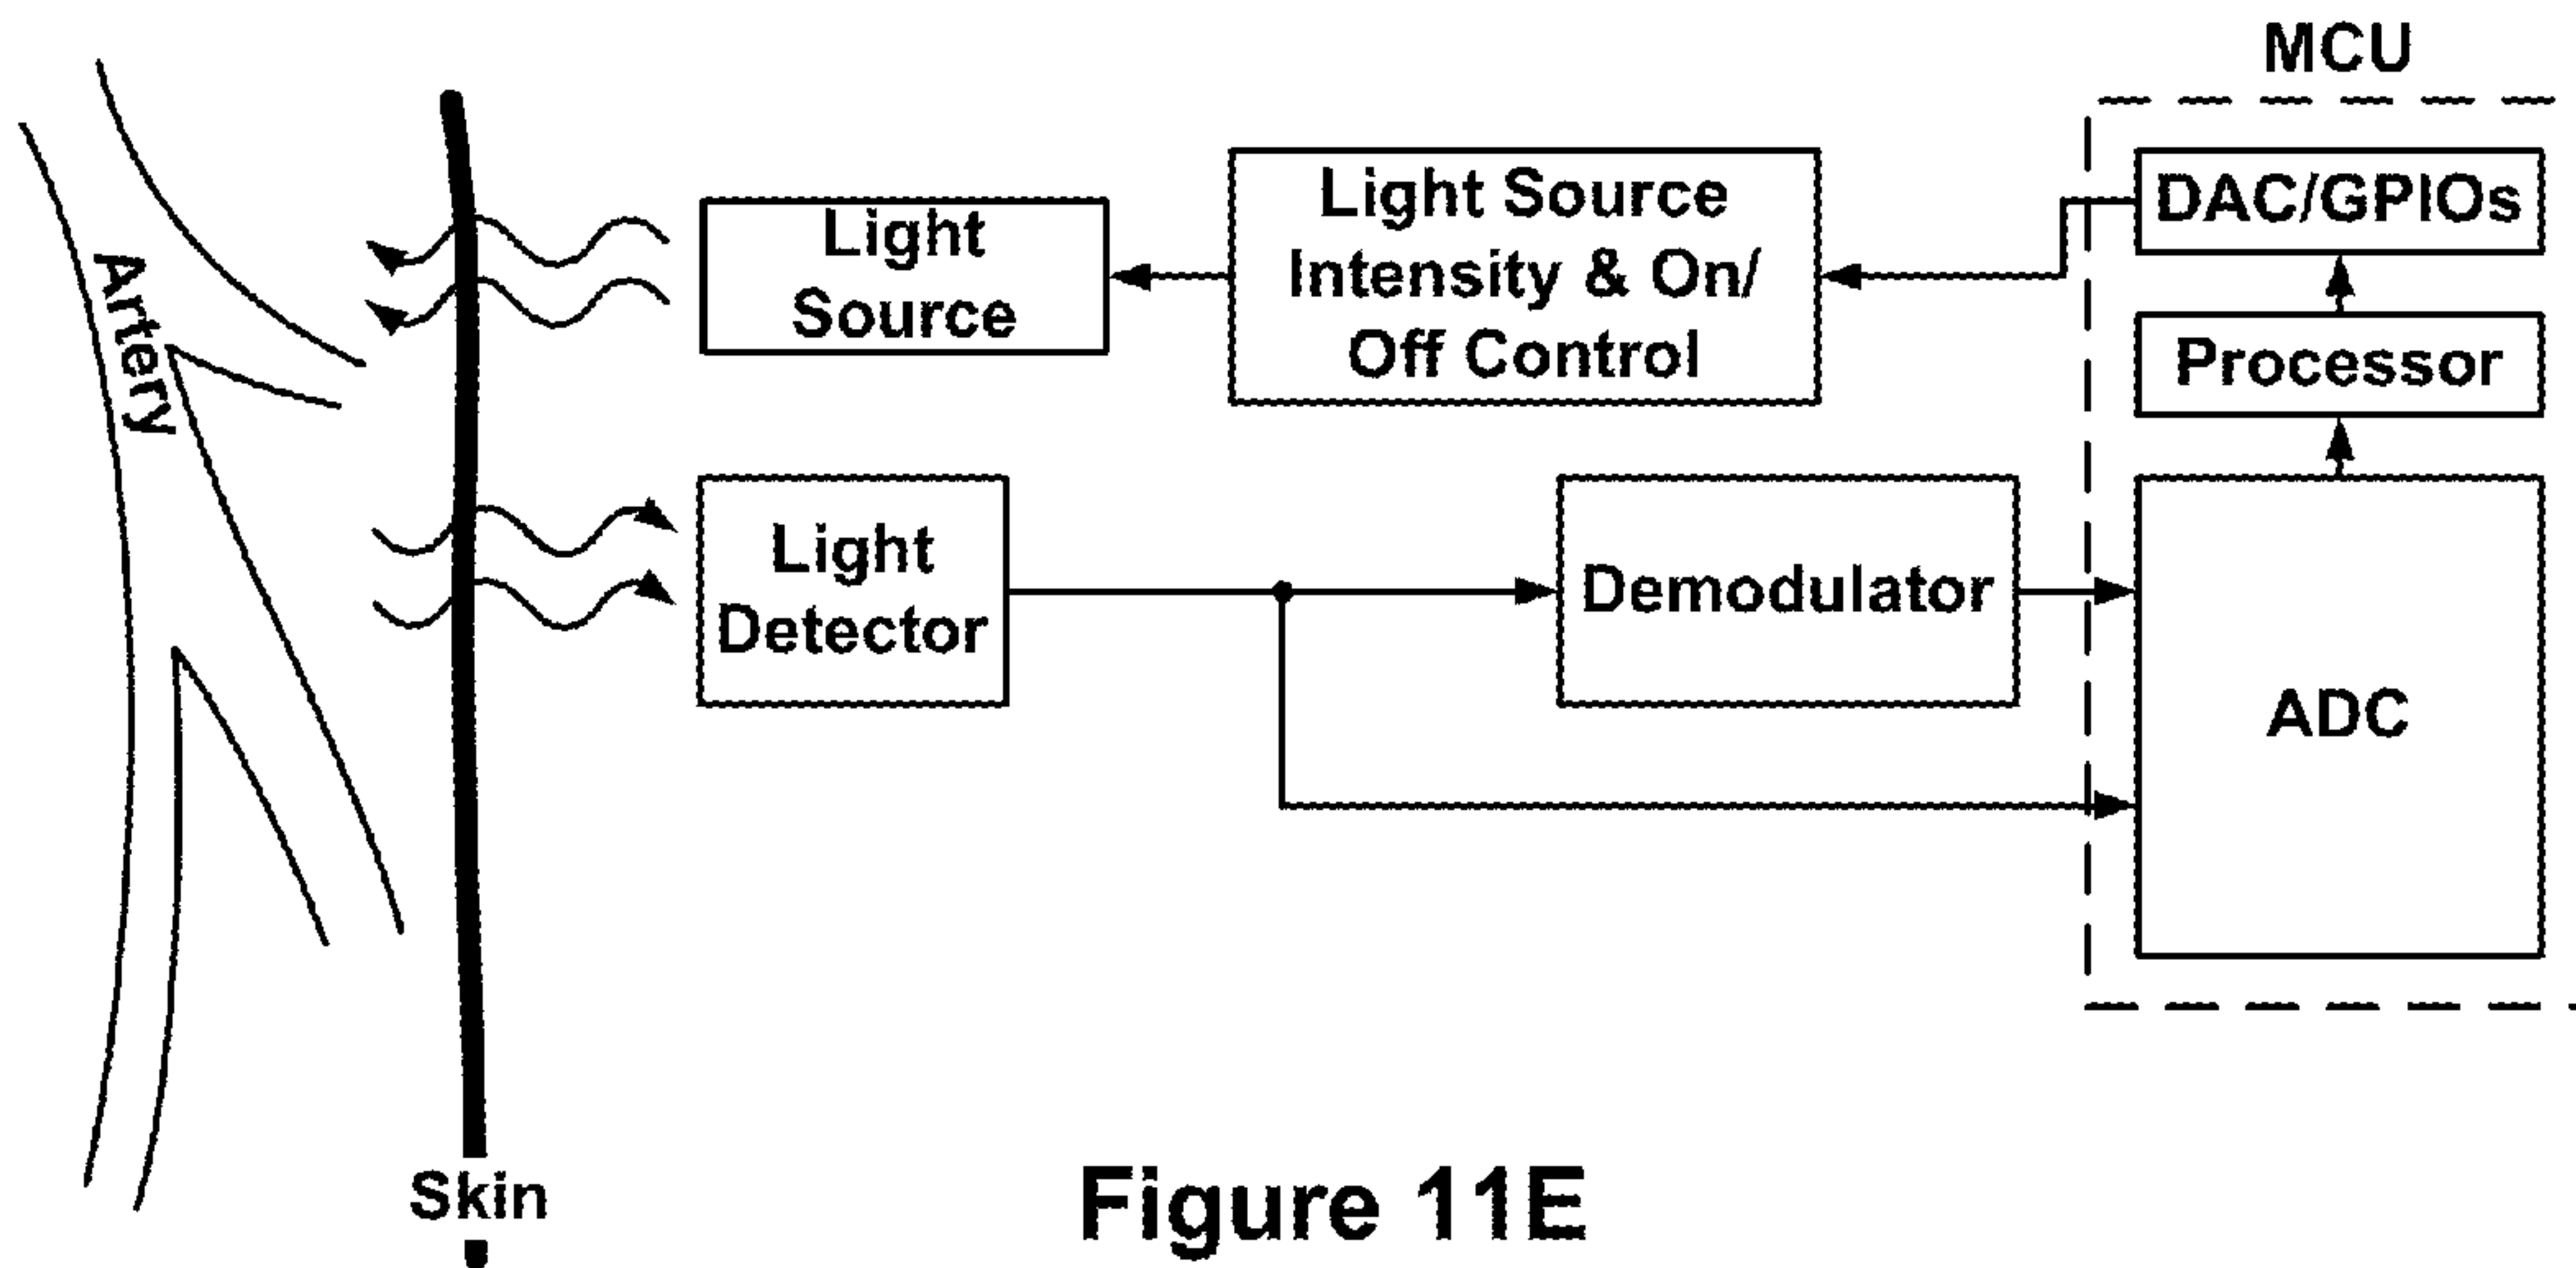 MCU
Light Source
Intensity & On/
Off Control
DAC/GPIOs
Light
Source
Artery
Processor
Light
Detector
Demodulator
ADC
Skin
Figure 11E